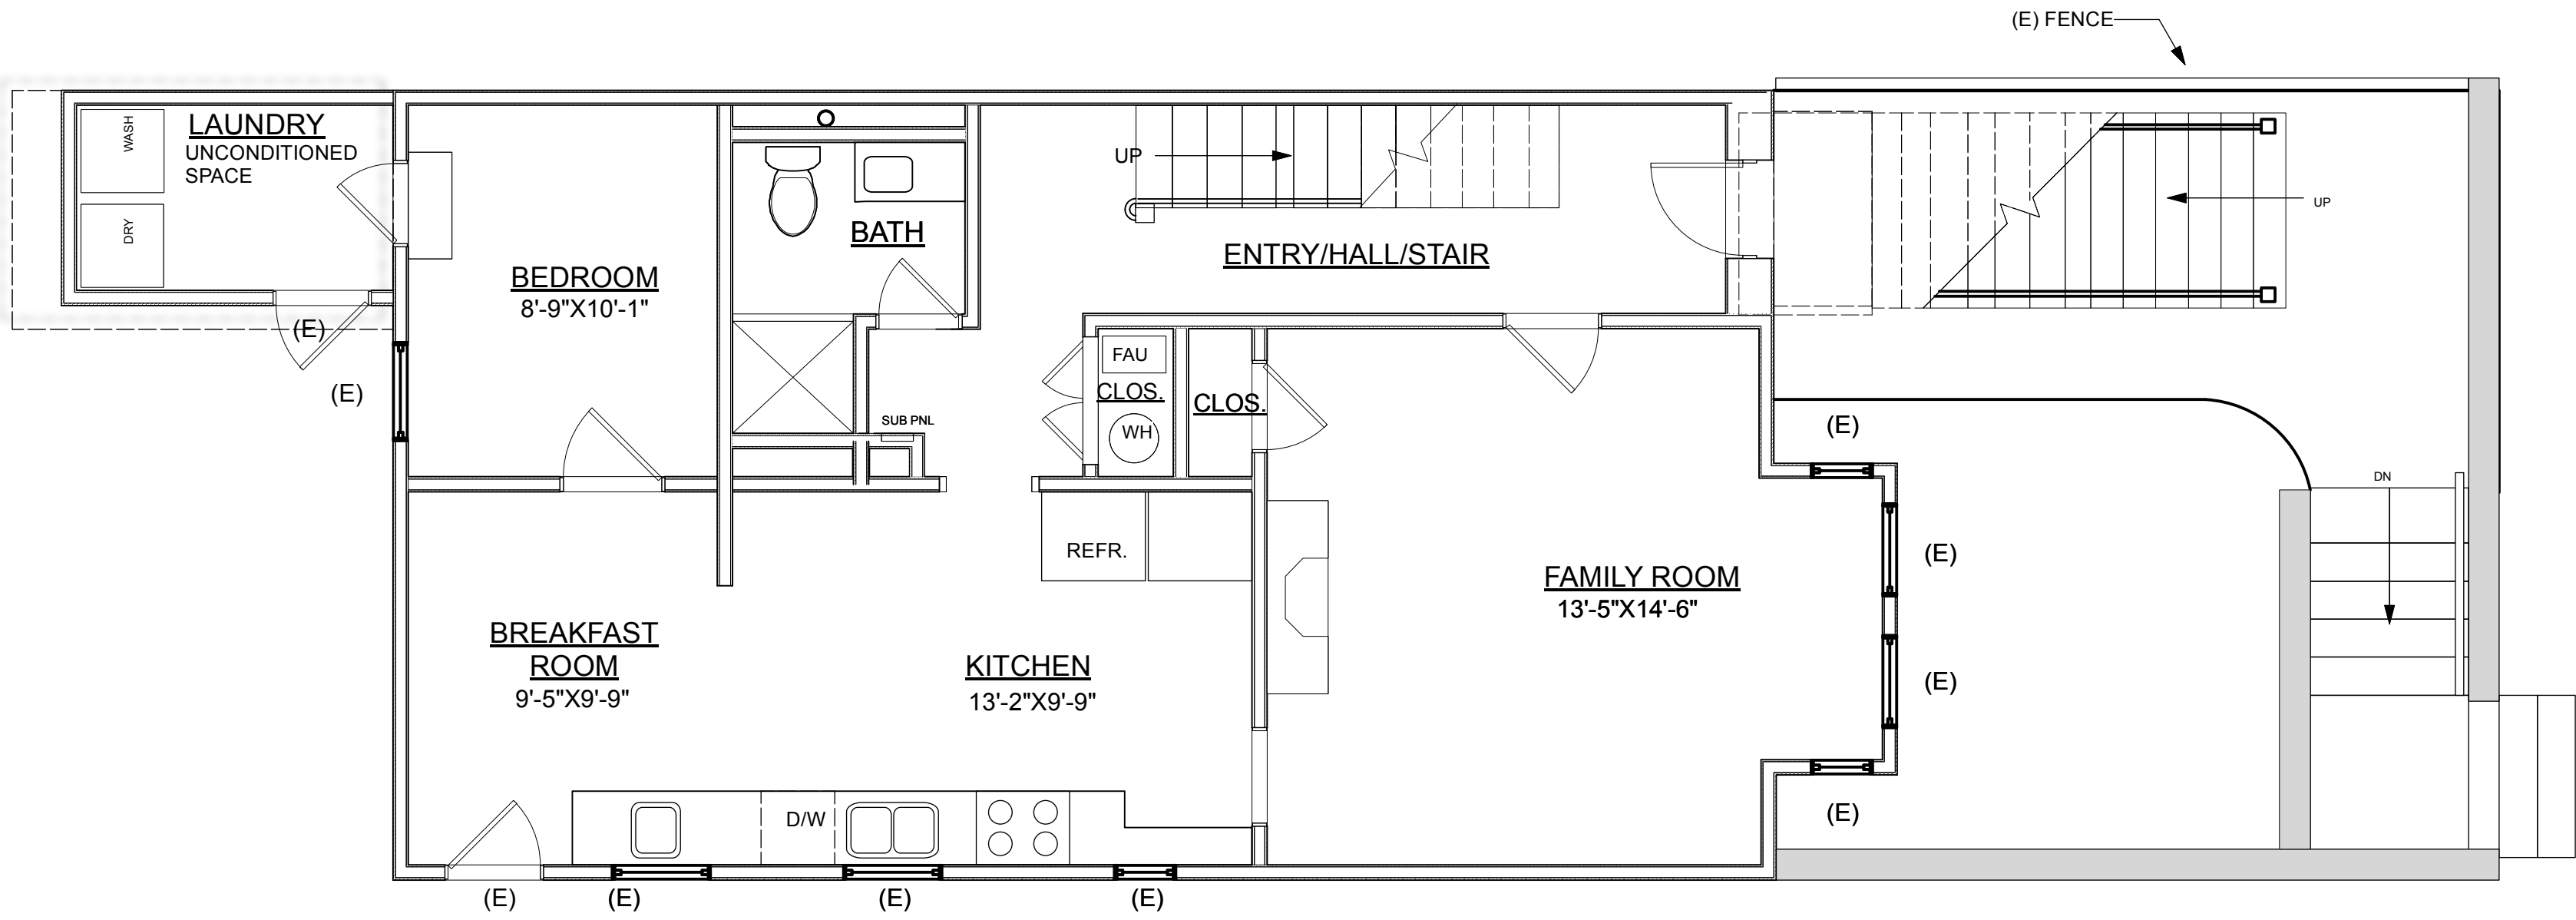 (E) FENCE
WASH
LAUNDRY
UNCONDITIONED
SPACE
DRY
(E)
(E)
BEDROOM
8'-9"X10'-1"
BATH
SUB PNL
UP
ENTRY/HALL/STAIR
UP
FAU
CLOS.
WH
CLOS.
(E)
DN
REFR.
(E)
FAMILY ROOM
13'-5"X14'-6"
BREAKFAST
ROOM
9'-5"X9'-9"
KITCHEN
13'-2"X9'-9"
(E)
D/W
(E)
(E)
(E)
(E)
(E)